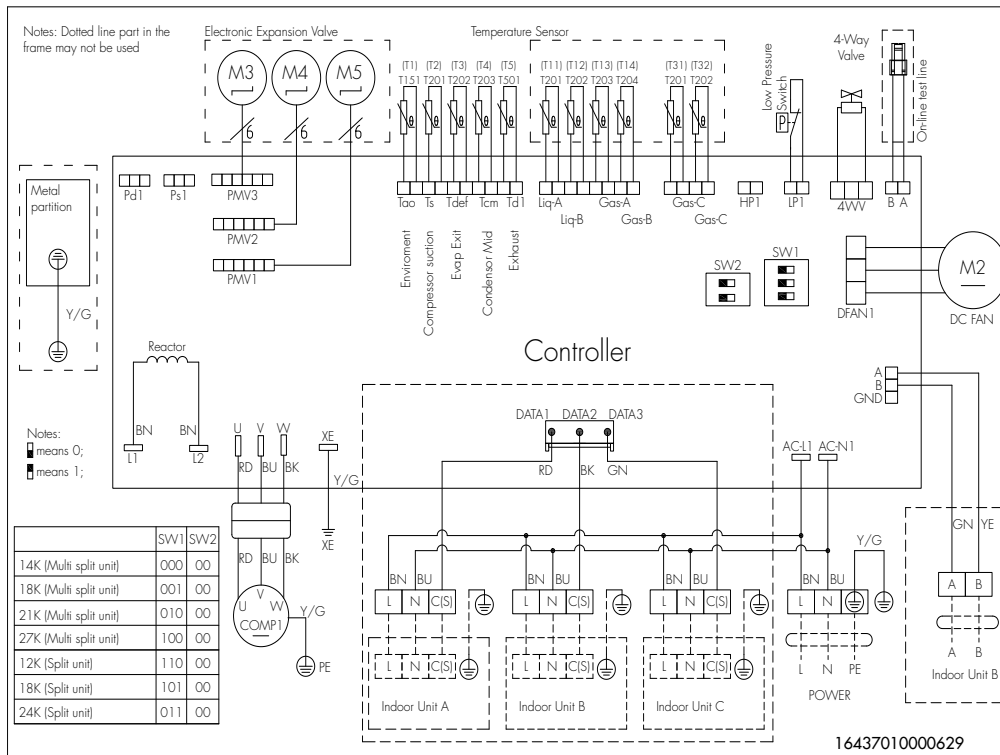 Notes: Dotted line part in the
frame may not be used
Electronic Expansion Valve
M3
M4
M5
6
6
6
Temperature Sensor
(T1) (T2) (T3) (T4) (T5)
T151 T201 T202 T203 T501
(T11) (T12) (T13) (T14)
T201 T202 T203 T204
(T31) (T32)
T201 T202
θ θ θ θ θ θ θ θ θ θ θ
Low Pressure
Switch
P
4-Way
Valve
On-line test line
Metal
partition
Y/G
Pd1
Ps1
PMV3
PMV2
PMV1
Tao Ts Tdef Tcm Td1
Liq-A
Liq-B
Gas-A
Gas-B
Gas-C
Gas-C
HP1
LP1
4WV
B A
Enviroment
Compressor suction
Evap Exit
Condensor Mid
Exhaust
SW2
SW1
DFAN1
M2
DC FAN
Controller
Reactor
BN
BN
L1
L2
A
B
GND
Notes:
means 0;
means 1;
U V W
RD BU BK
XE
Y/G
XE
RD BU BK
U V W
COMP1
Y/G
PE
DATA1 DATA2 DATA3
RD BK GN
AC-L1 AC-N1
GN YE
SW1 SW2
14K (Multi split unit) 000 00
18K (Multi split unit) 001 00
21K (Multi split unit) 010 00
27K (Multi split unit) 100 00
12K (Split unit) 110 00
18K (Split unit) 101 00
24K (Split unit) 011 00
BN BU
BN BU
BN BU
BN BU
Y/G
L N C(S)
L N C(S)
L N C(S)
L N
L N C(S)
L N C(S)
L N C(S)
L N PE
POWER
Indoor Unit A
Indoor Unit B
Indoor Unit C
A B
A B
Indoor Unit B
16437010000629